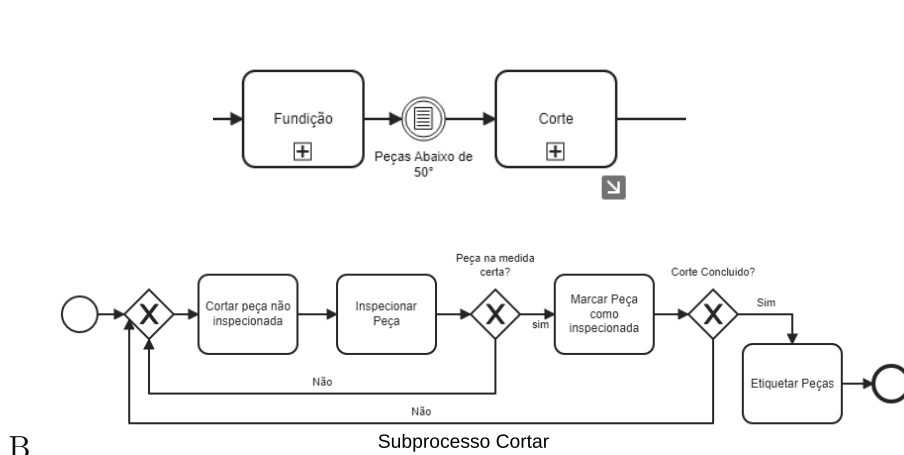 Fundição
Corte
Peças Abaixo de
50°
Peça na medida
certa?
Corte Concluido?
Cortar peça não
inspecionada
Inspecionar
Peça
sim
Marcar Peça
como
inspecionada
Sim
Etiquetar Peças
Não
Não
Subprocesso Cortar
B